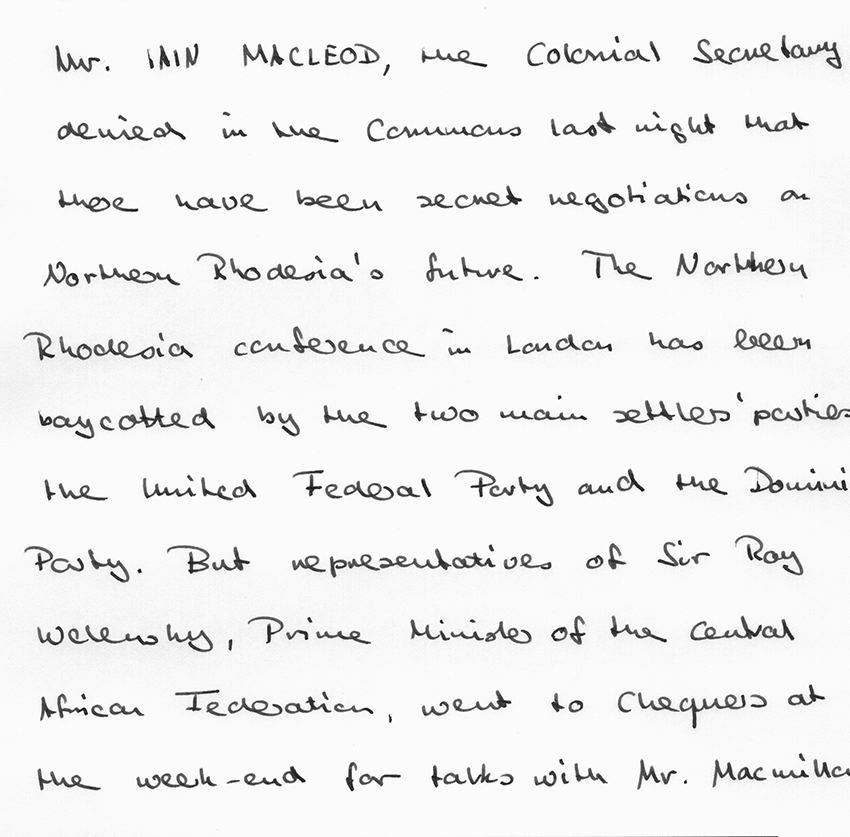 Mr. IAIN MACLEOD, the Colonial Secretary
denied in the Commons last night that
there have been secret negotiations on
Northern Rhodesia's future. The Northern
Rhodesia conference in London has been
boycotted by the two main settlers' parties
the United Federal Party and the Domini
Party. But representatives of Sir Roy
Welensky, Prime Minister of the Central
African Federation, went to Chequers at
the week-end for talks with Mr. Macmilla